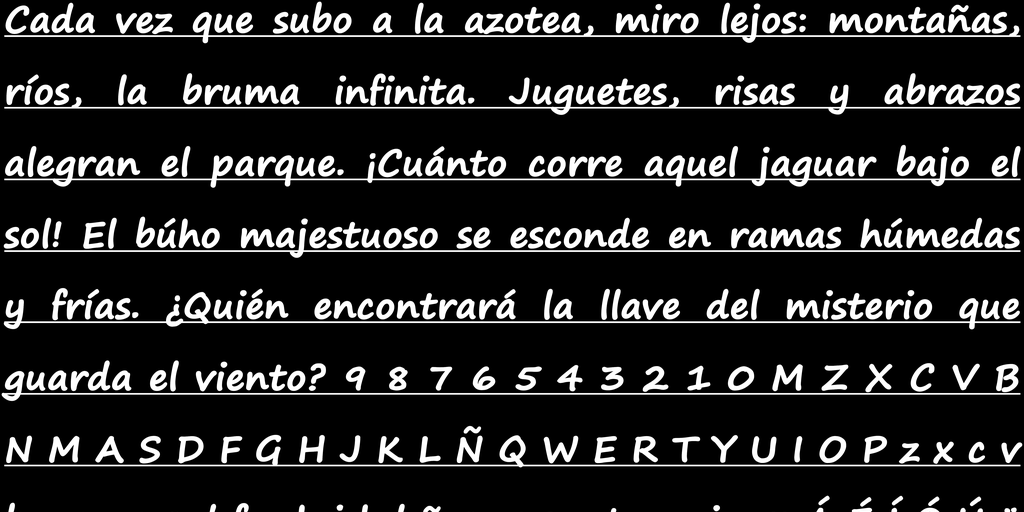 Cada vez que subo a la azotea, miro lejos: montañas,
ríos, la bruma infinita. Juguetes, risas y abrazos
alegran el parque. ¡Cuánto corre aquel jaguar bajo el
sol! El búho majestuoso se esconde en ramas húmedas
y frías. ¿Quién encontrará la llave del misterio que
guarda el viento? 9 8 7 6 5 4 3 2 1 0 M Z X C V B
N M A S D F G H J K L Ñ Q W E R T Y U I O P z x c v